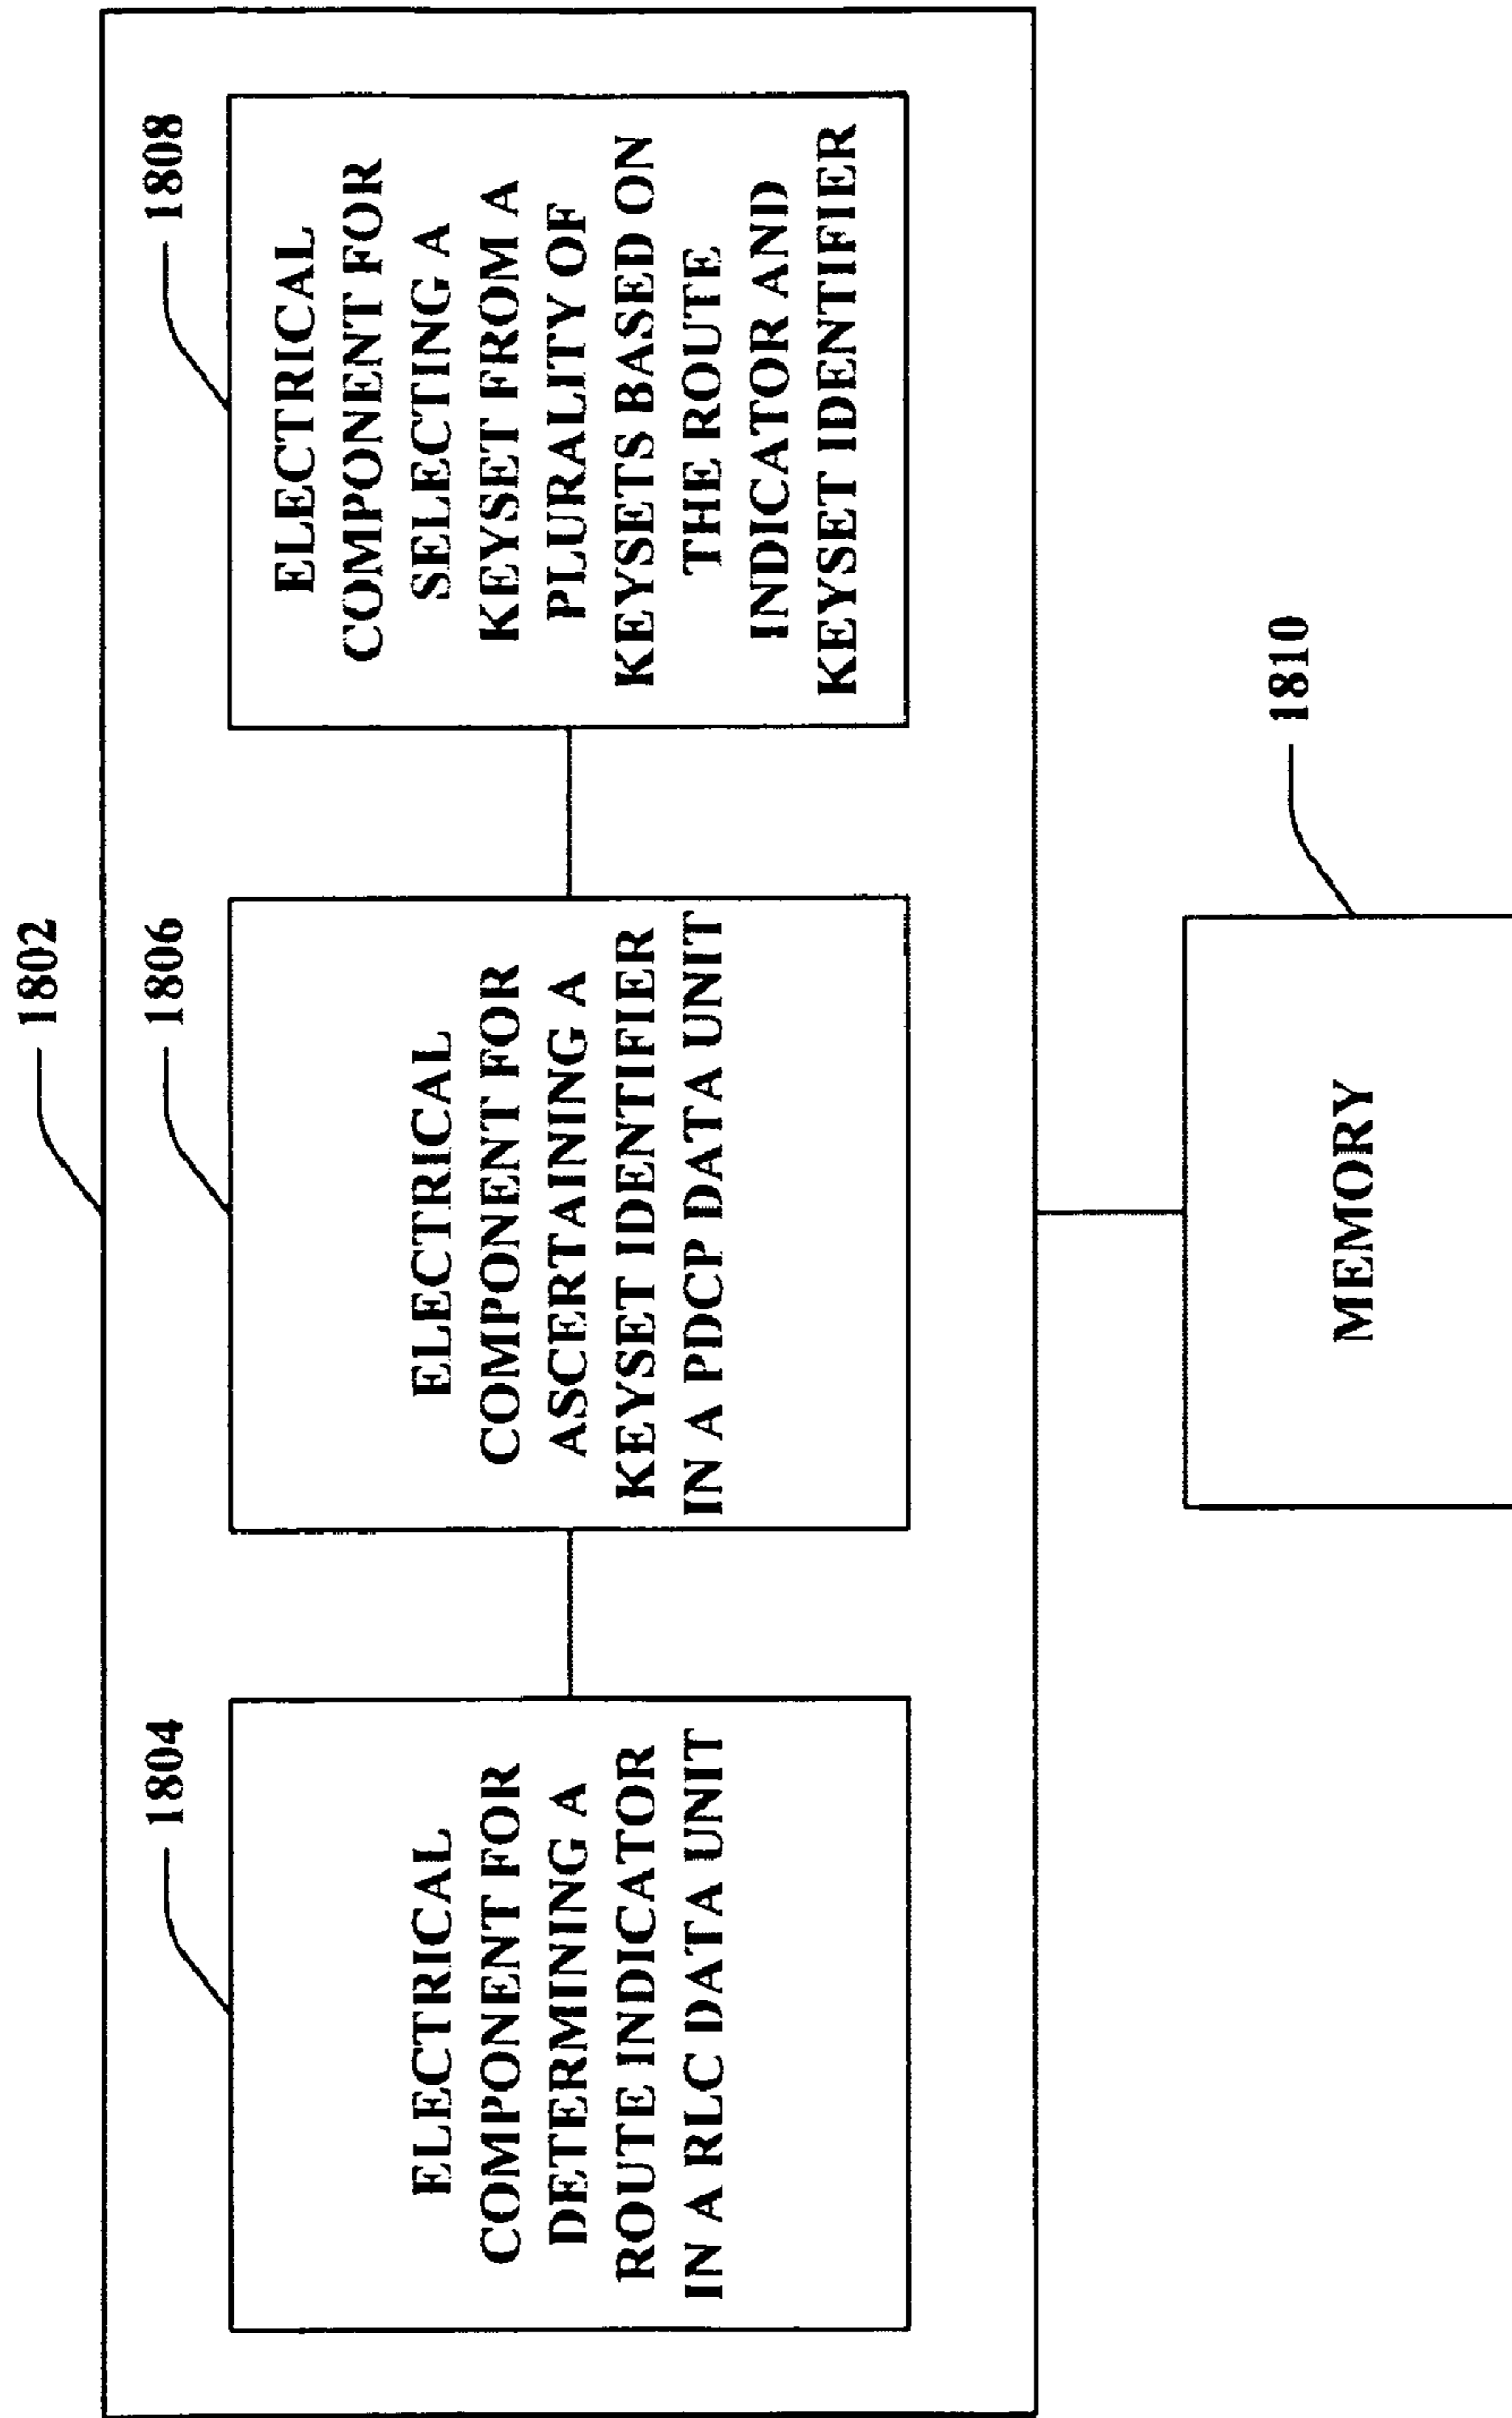 1802
1804
ELECTRICAL
COMPONENT FOR
DETERMINING A
ROUTE INDICATOR
IN A RLC DATA UNIT
1806
ELECTRICAL
COMPONENT FOR
ASCERTAINING A
KEYSET IDENTIFIER
IN A PDCP DATA UNIT
1808
ELECTRICAL
COMPONENT FOR
SELECTING A
KEYSET FROM A
PLURALITY OF
KEYSETS BASED ON
THE ROUTE
INDICATOR AND
KEYSET IDENTIFIER
1810
MEMORY